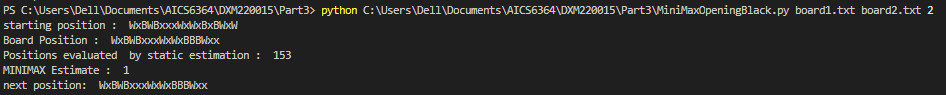 PS C:\Users\Dell\Documents\AICS6364\DXM220015\Part3> python C:\Users\Dell\Documents\AICS6364\DXM220015\Part3\MiniMaxOpeningBlack.py board1.txt board2.txt 2
starting position :  WxBWBxxxWxWxBxBWxW
Board Position :  WxBWBxxxWxWxBBBWxx
Positions evaluated  by static estimation :  153
MINIMAX Estimate :  1
next position:  WxBWBxxxWxWxBBBWxx